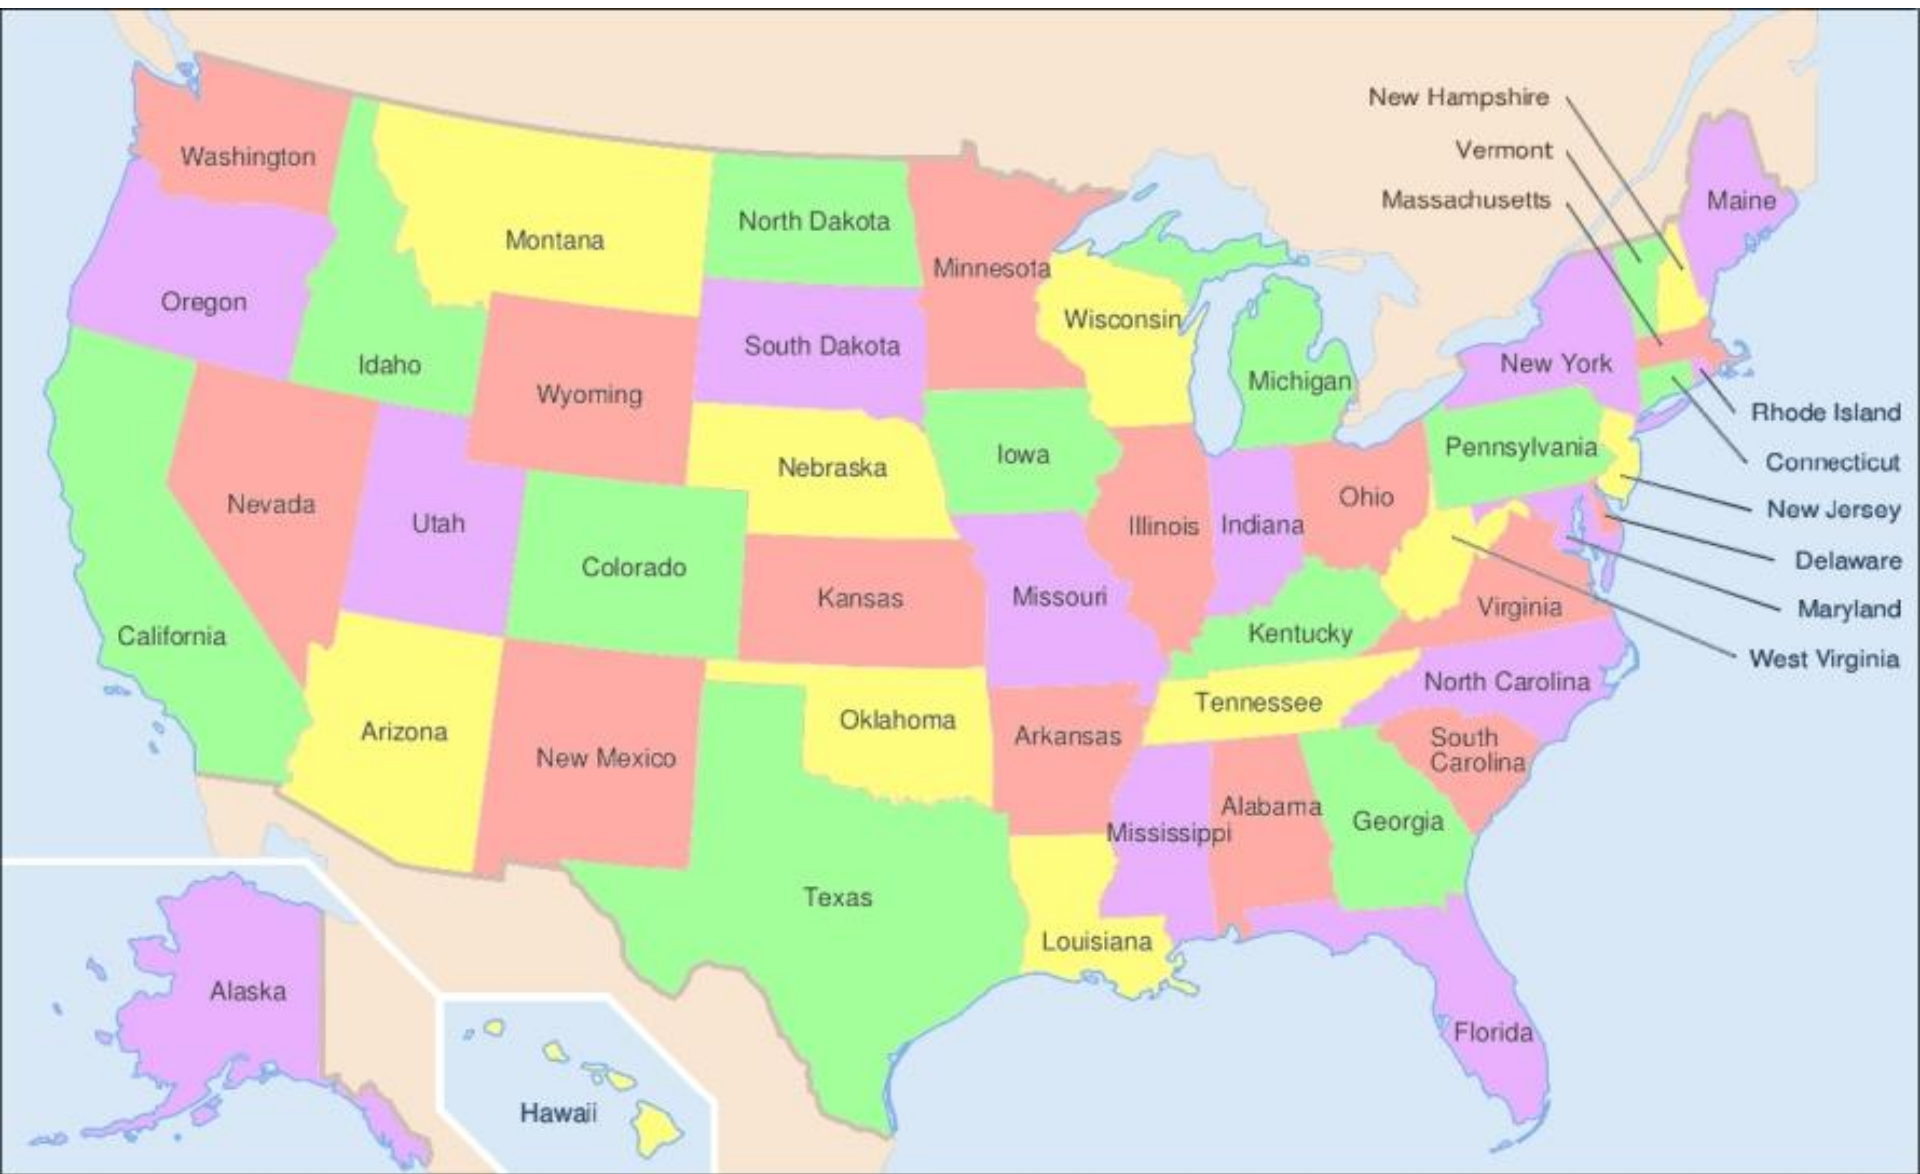 New Hampshire
Vermont
Massachusetts
Washington
Maine
Montana
North Dakota
Minnesota
Oregon
Idaho
Wyoming
South Dakota
Wisconsin
Michigan
New York
Rhode Island
Nevada
Utah
Colorado
Nebraska
Iowa
Illinois
Indiana
Ohio
Pennsylvania
Connecticut
New Jersey
Delaware
Maryland
West Virginia
California
Kansas
Missouri
Kentucky
Virginia
Arizona
New Mexico
Oklahoma
Arkansas
Tennessee
North Carolina
South
Carolina
Texas
Louisiana
Mississippi
Alabama
Georgia
Florida
Alaska
Hawaii